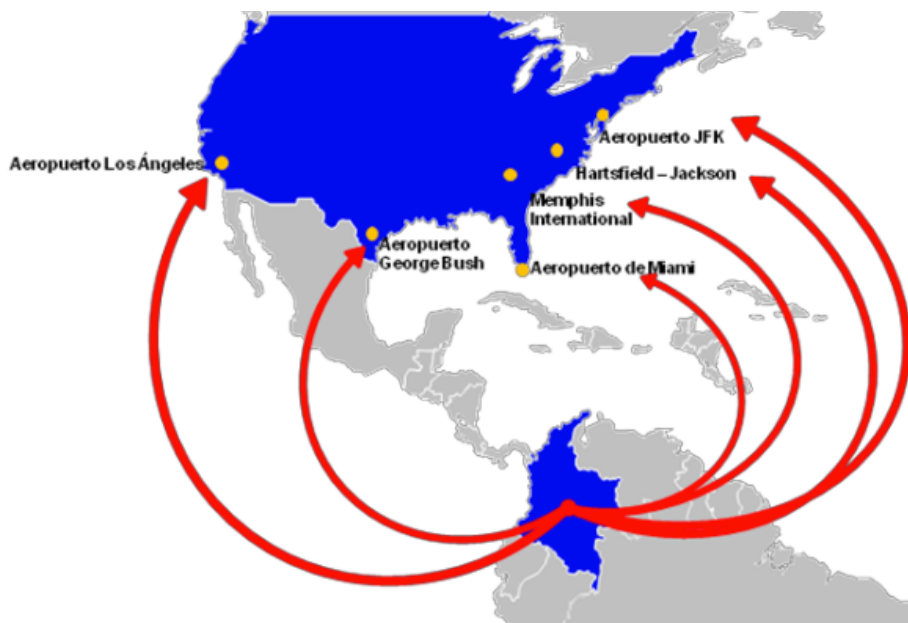 Aeropuerto JFK
Aeropuerto Los Ángeles
Hartsfield – Jackson
Memphis
International
Aeropuerto
George Bush
Aeropuerto de Miami